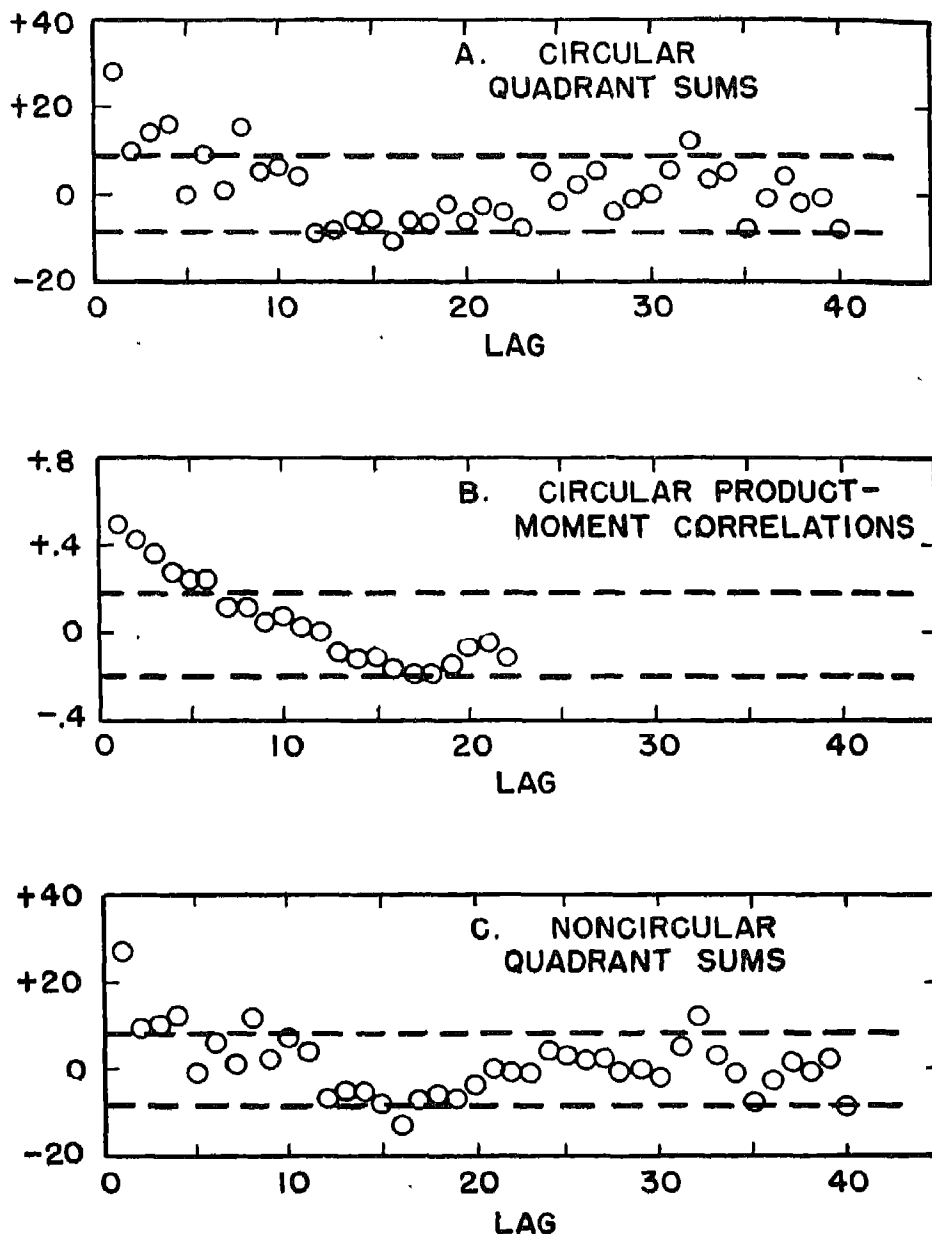 +40
A. CIRCULAR
QUADRANT SUMS
+20
0
-20
0 10 20 30 40
LAG
+.8
B. CIRCULAR PRODUCT-
MOMENT CORRELATIONS
+.4
0
-.4
0 10 20 30 40
LAG
+40
C. NONCIRCULAR
QUADRANT SUMS
+20
0
-20
0 10 20 30 40
LAG